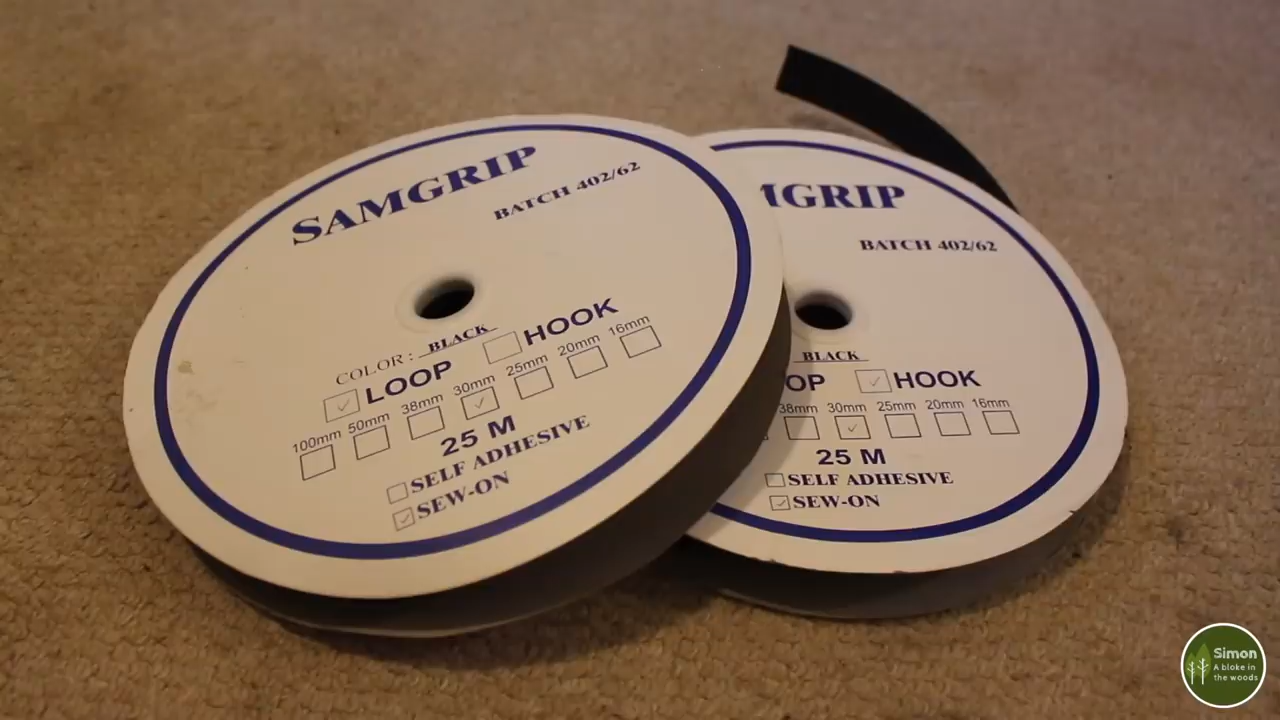 SAMGRIP
BATCH 402/62
COLOR: BLACK
LOOP HOOK
100mm 50mm 38mm 30mm 25mm 20mm 16mm
25 M
SELF ADHESIVE
SEW-ON
MGRIP
BATCH 402/62
BLACK
OP HOOK
38mm 30mm 25mm 20mm 16mm
25 M
SELF ADHESIVE
SEW-ON
Simon
A bloke in
the woods